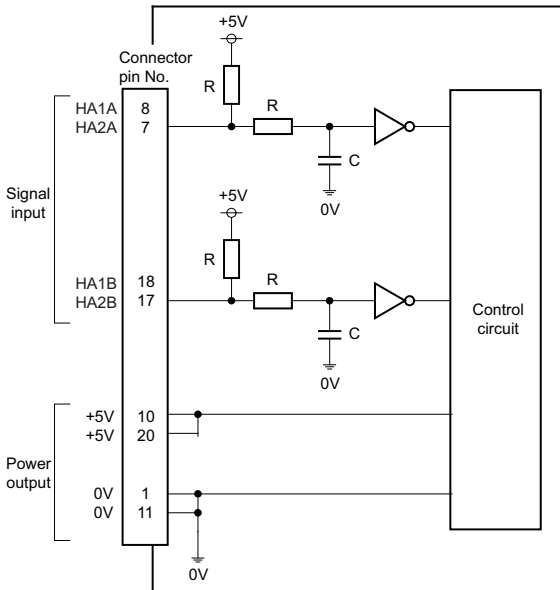 +5V
Connector
pin No.
R
HA1A 8
R
HA2A 7
C
Signal
input
0V
+5V
R
HA1B 18
R
HA2B 17
Control
circuit
C
0V
+5V 10
+5V 20
Power
output
0V 1
0V 11
0V